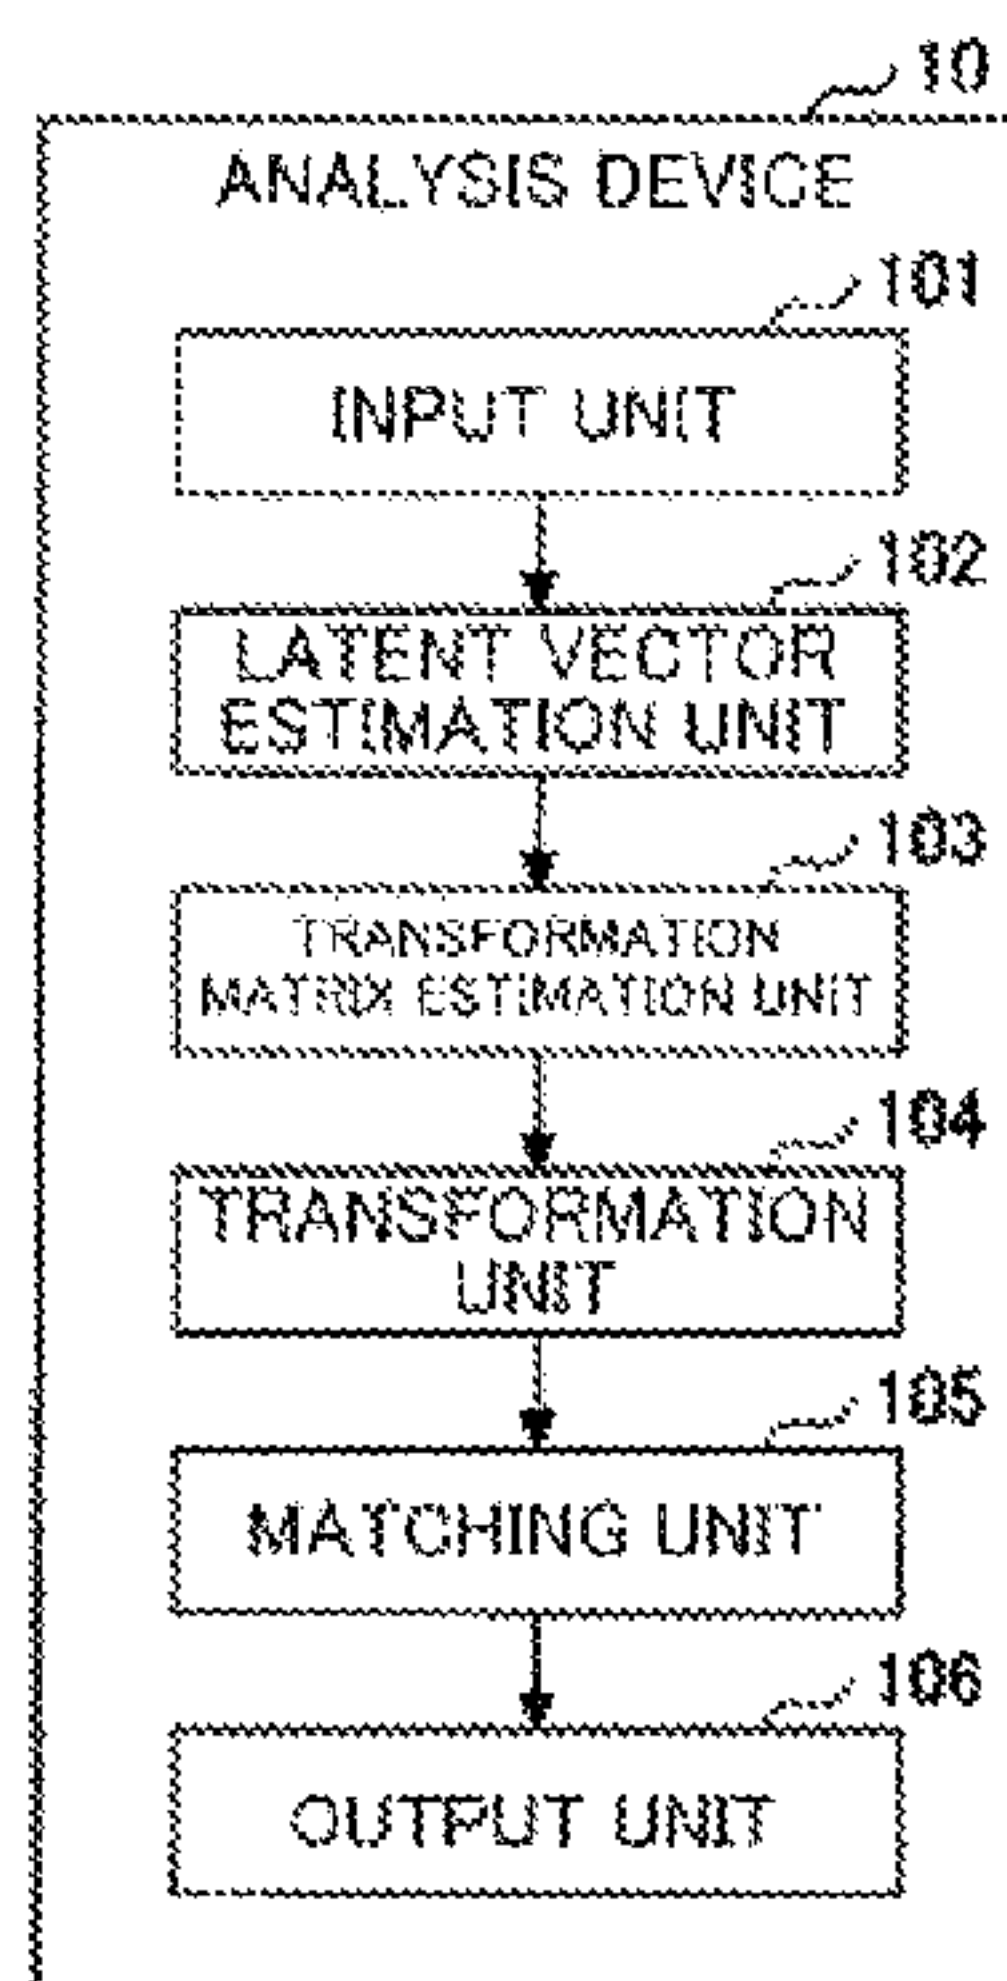 10
ANALYSIS DEVICE
101
INPUT UNIT
102
LATENT VECTOR
ESTIMATION UNIT
103
TRANSFORMATION
MATRIX ESTIMATION UNIT
104
TRANSFORMATION
UNIT
105
MATCHING UNIT
106
OUTPUT UNIT